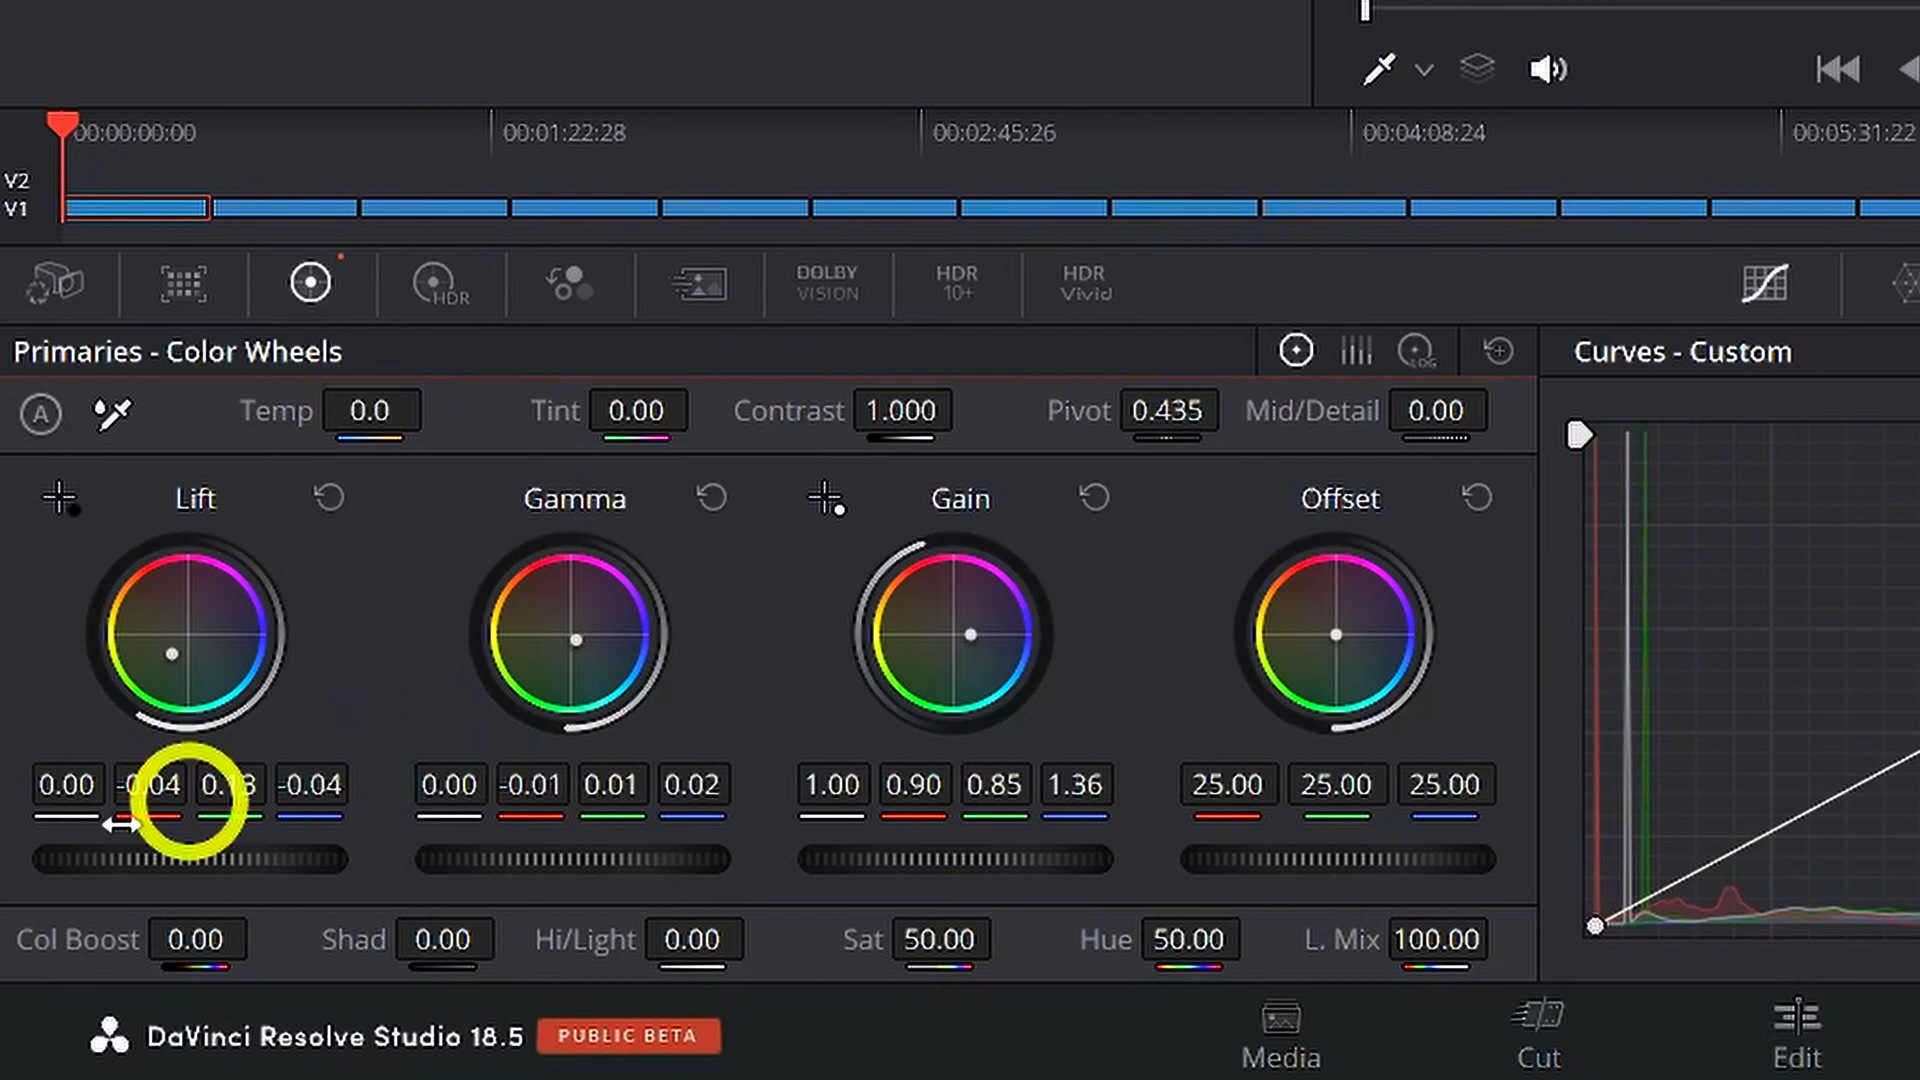 00:00:00:00 00:01:22:28 00:02:45:26 00:04:08:24 00:05:31:22
V2
V1
HDR DOLBY VISION HDR 10+ HDR Vivid
Primaries - Color Wheels LOG Curves - Custom
A Temp 0.0 Tint 0.00 Contrast 1.000 Pivot 0.435 Mid/Detail 0.00
Lift Gamma Gain Offset
0.00 -0.04 0.13 -0.04 0.00 -0.01 0.01 0.02 1.00 0.90 0.85 1.36 25.00 25.00 25.00
Col Boost 0.00 Shad 0.00 Hi/Light 0.00 Sat 50.00 Hue 50.00 L. Mix 100.00
DaVinci Resolve Studio 18.5 PUBLIC BETA
Media Cut Edit